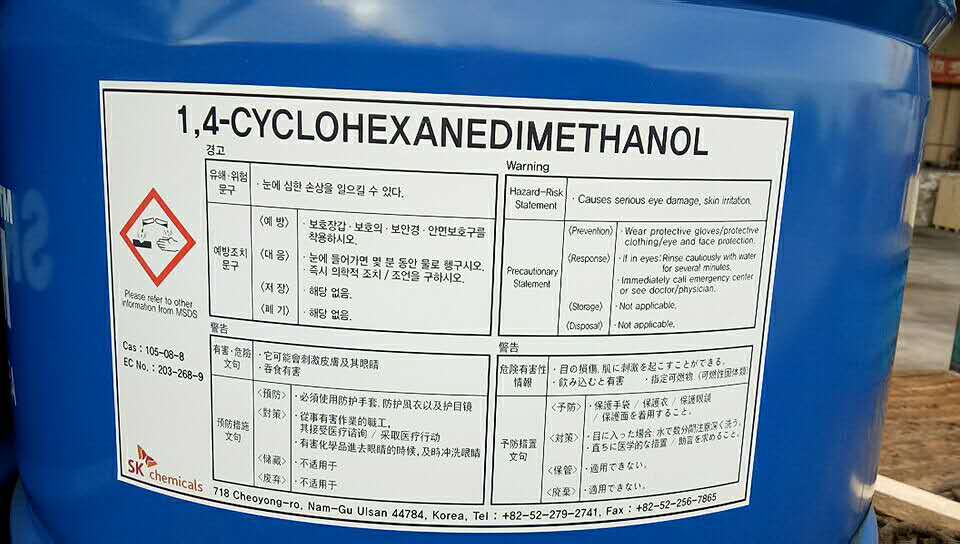 1,4-CYCLOHEXANEDIMETHANOL
경고
유해·위험 문구
· 눈에 심한 손상을 일으킬 수 있다.
예방조치 문구
<예 방>
· 보호장갑 · 보호의 · 보안경 · 안면보호구를
착용하시오.
<대 응>
· 눈에 들어가면 몇 분 동안 물로 행구시오.
· 즉시 의학적 조치 / 조언을 구하시오.
<저 장>
· 해당 없음.
<폐 기>
· 해당 없음.
Warning
Hazard-Risk
Statement
· Causes serious eye damage, skin irritation.
Precautionary
Statement
<Prevention>
· Wear protective gloves/protective
clothing/eye and face protection.
<Response>
· If in eyes: Rinse cautiously with water
for several minutes.
· Immediately call emergency center
or see doctor/physician.
<Storage>
· Not applicable.
<Disposal>
· Not applicable.
Please refer to other
information from MSDS
Cas : 105-08-8
EC No. : 203-268-9
警告
有害·危險
文句
· 它可能會刺激皮膚及其眼睛
· 吞食有害
預防措施
文句
<預防>
· 必須使用防护手套. 防护風衣以及护目镜
<對策>
· 從事有害作業的職工,
其接受医疗谘询 / 采取医疗行动
· 有害化學品進去眼睛的時候, 及時冲洗眼睛
<储藏>
· 不适用于
<废弃>
· 不适用于
警告
危険有害性
情報
· 目の損傷, 肌に刺激を起こすことができる.
· 飲み込むと有害 · 指定可燃物 (可燃性固体類)
予防措置
文句
<予防>
· 保護手袋 / 保護衣 / 保護眼鏡
/ 保護面を着用すること.
<対策>
· 目に入った場合: 水で数分間注意深く洗う.
· 直ちに医学的な措置 / 助言を求めること.
<保管>
· 適用できない.
<廃棄>
· 適用できない.
SK chemicals
718 Cheoyong-ro, Nam-Gu Ulsan 44784, Korea, Tel : +82-52-279-2741, Fax : +82-52-256-7865